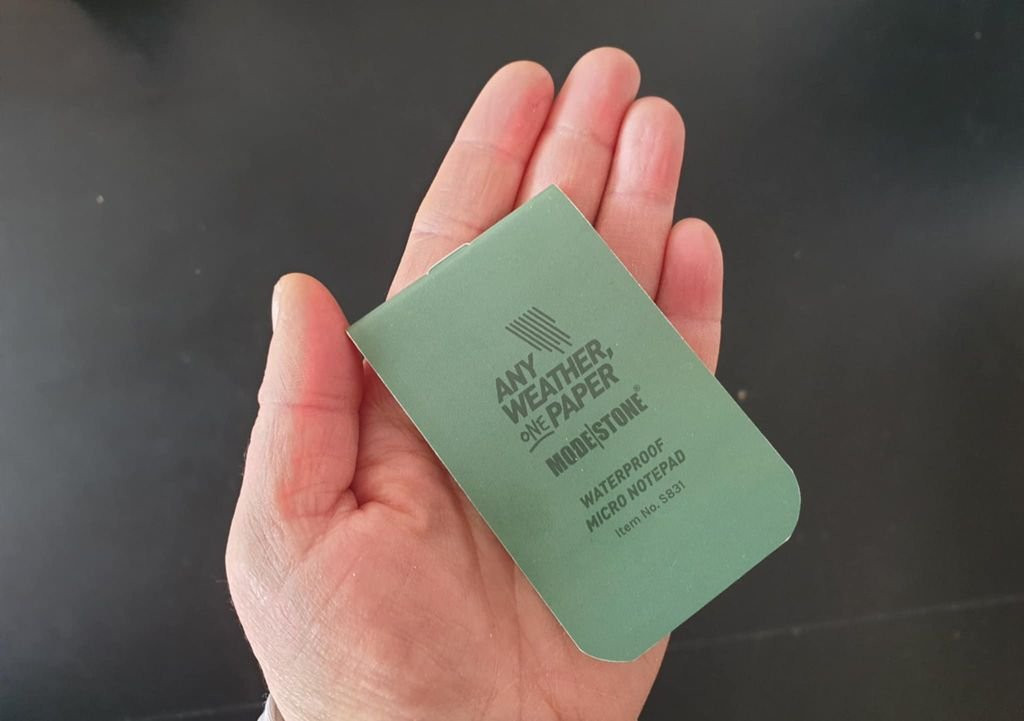 ANY
WEATHER,
ONE PAPER
MODESTONE®
WATERPROOF
MICRO NOTEPAD
Item No. S831